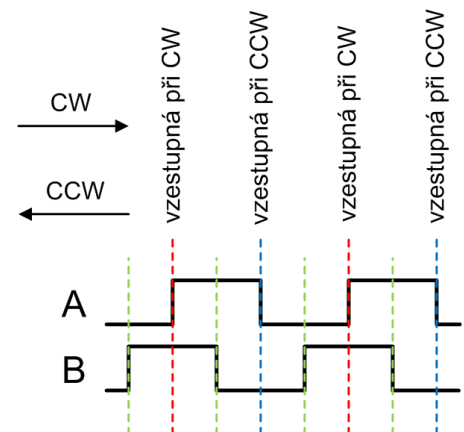 CW
CCW
vzestupná při CW
vzestupná při CCW
vzestupná při CW
vzestupná při CCW
A
B